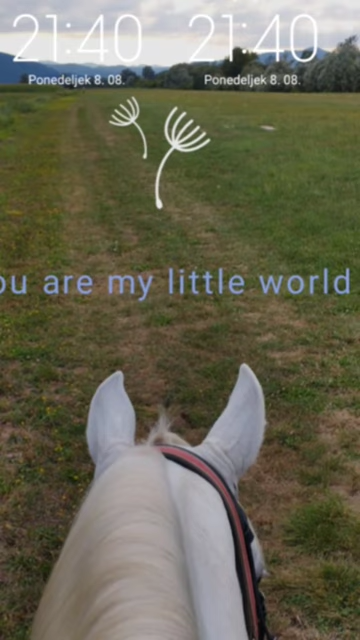 21:40 21:40
Ponedeljek 8. 08. Ponedeljek 8. 08.
ou are my little world